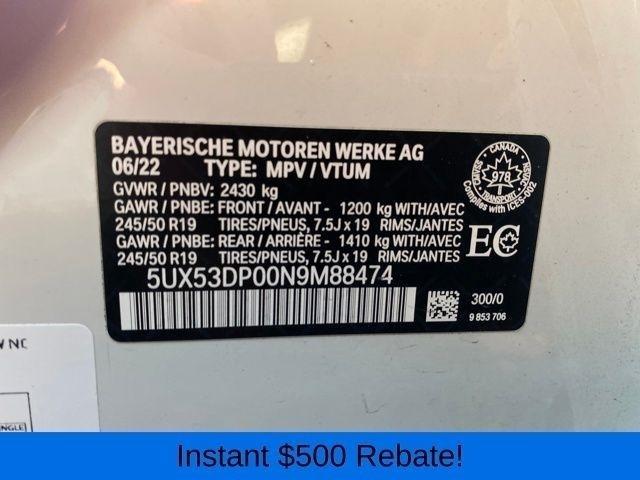 BAYERISCHE MOTOREN WERKE AG
06/22 TYPE: MPV / VTUM
GVWR / PNBV: 2430 kg
GAWR / PNBE: FRONT / AVANT - 1200 kg WITH/AVEC
245/50 R19 TIRES/PNEUS, 7.5J x 19 RIMS/JANTES
GAWR / PNBE: REAR / ARRIÈRE - 1410 kg WITH/AVEC
245/50 R19 TIRES/PNEUS, 7.5J x 19 RIMS/JANTES
5UX53DP00N9M88474
CANADA
978
TRANSPORT
Complies with ICES-002
EC
300/0
9 853 706
NC
NGLE
Instant $500 Rebate!